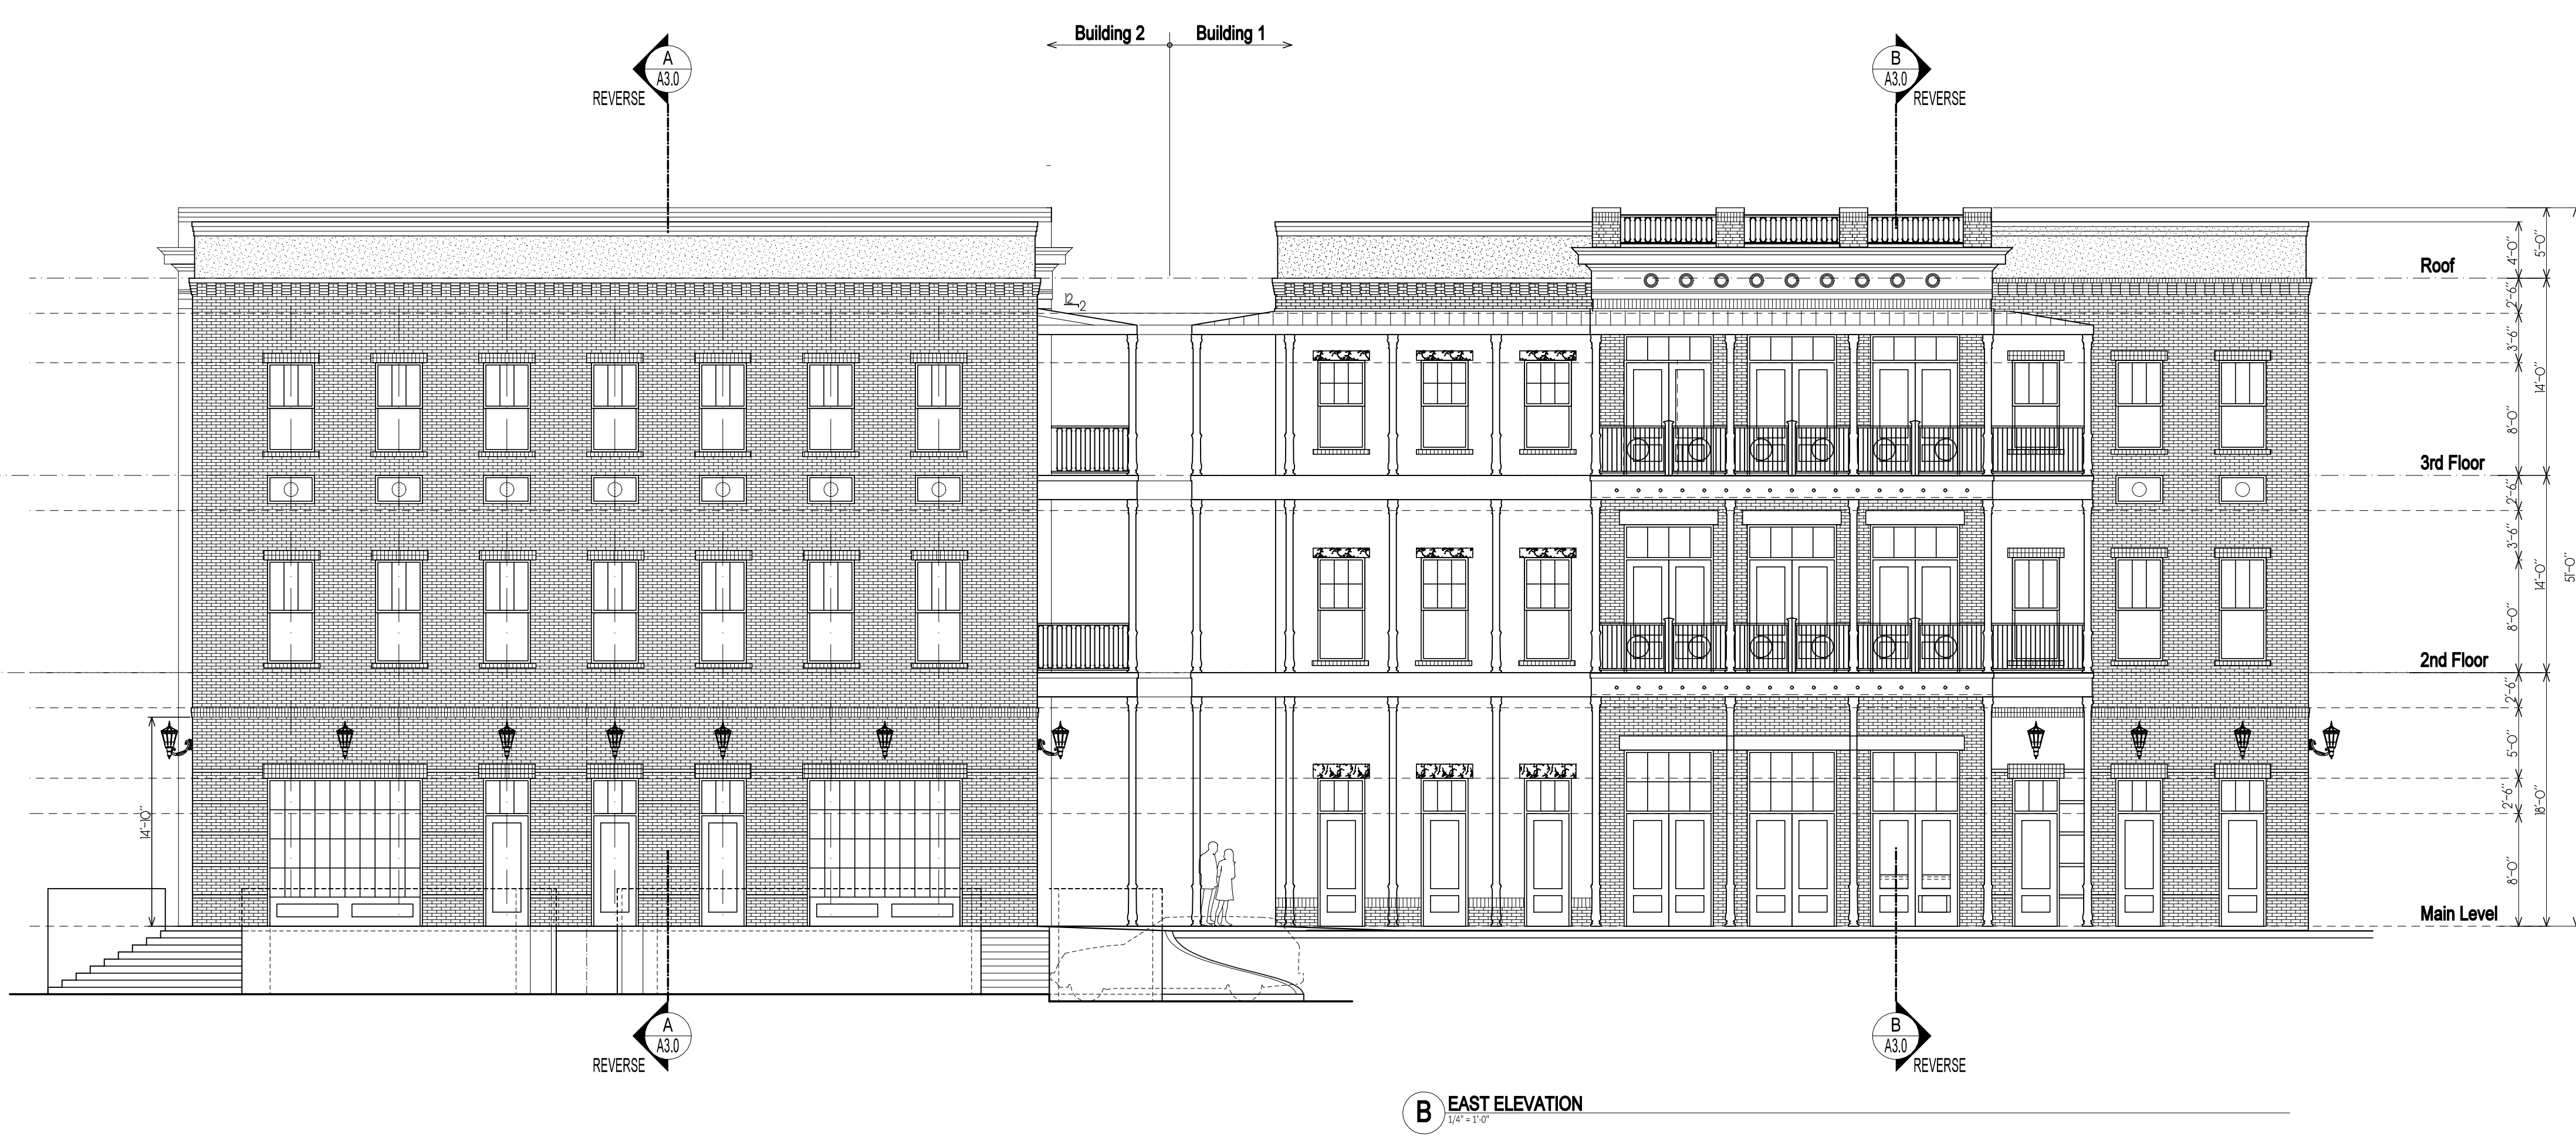 Building 2
Building 1
A
A3.0
REVERSE
B
A3.0
REVERSE
12
2
Roof
4'-0"
5'-0"
2'-6"
3'-6"
14'-0"
8'-0"
3rd Floor
2'-6"
3'-6"
14'-0"
51'-0"
8'-0"
2nd Floor
2'-6"
5'-0"
2'-6"
18'-0"
8'-0"
14'-10"
Main Level
A
A3.0
REVERSE
B
A3.0
REVERSE
B
EAST ELEVATION
1/4" = 1'-0"